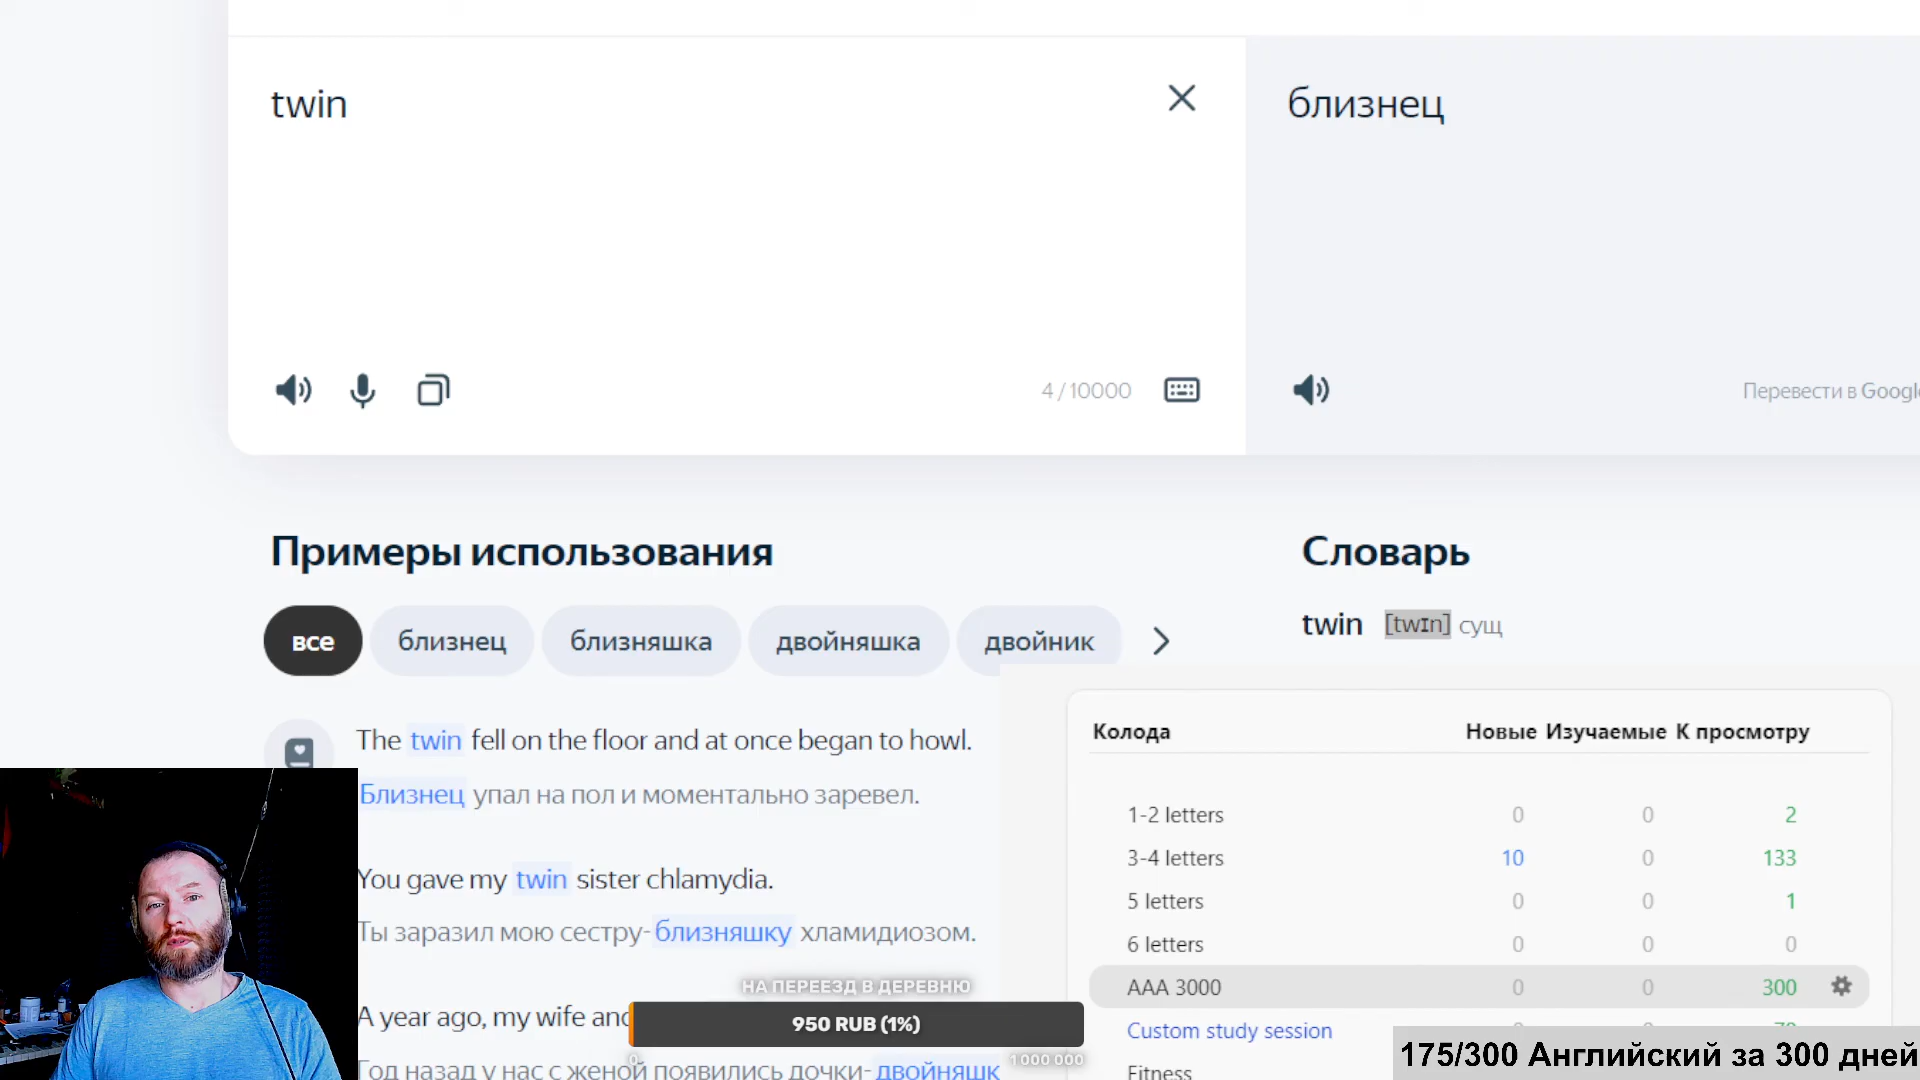 twin
близнец
4 / 10000
Перевести в Google
Примеры использования
Словарь
все
близнец
близняшка
двойняшка
двойник
twin [twɪn] сущ
The twin fell on the floor and at once began to howl.
Близнец упал на пол и моментально заревел.
You gave my twin sister chlamydia.
Ты заразил мою сестру-близняшку хламидиозом.
A year ago, my wife and
Год назад у нас с женой появились дочки-двойняшк
НА ПЕРЕЕЗД В ДЕРЕВНЮ
950 RUB (1%)
0
1 000 000
Колода Новые Изучаемые К просмотру
1-2 letters 0 0 2
3-4 letters 10 0 133
5 letters 0 0 1
6 letters 0 0 0
AAA 3000 0 0 300
Custom study session
Fitness
175/300 Английский за 300 дней